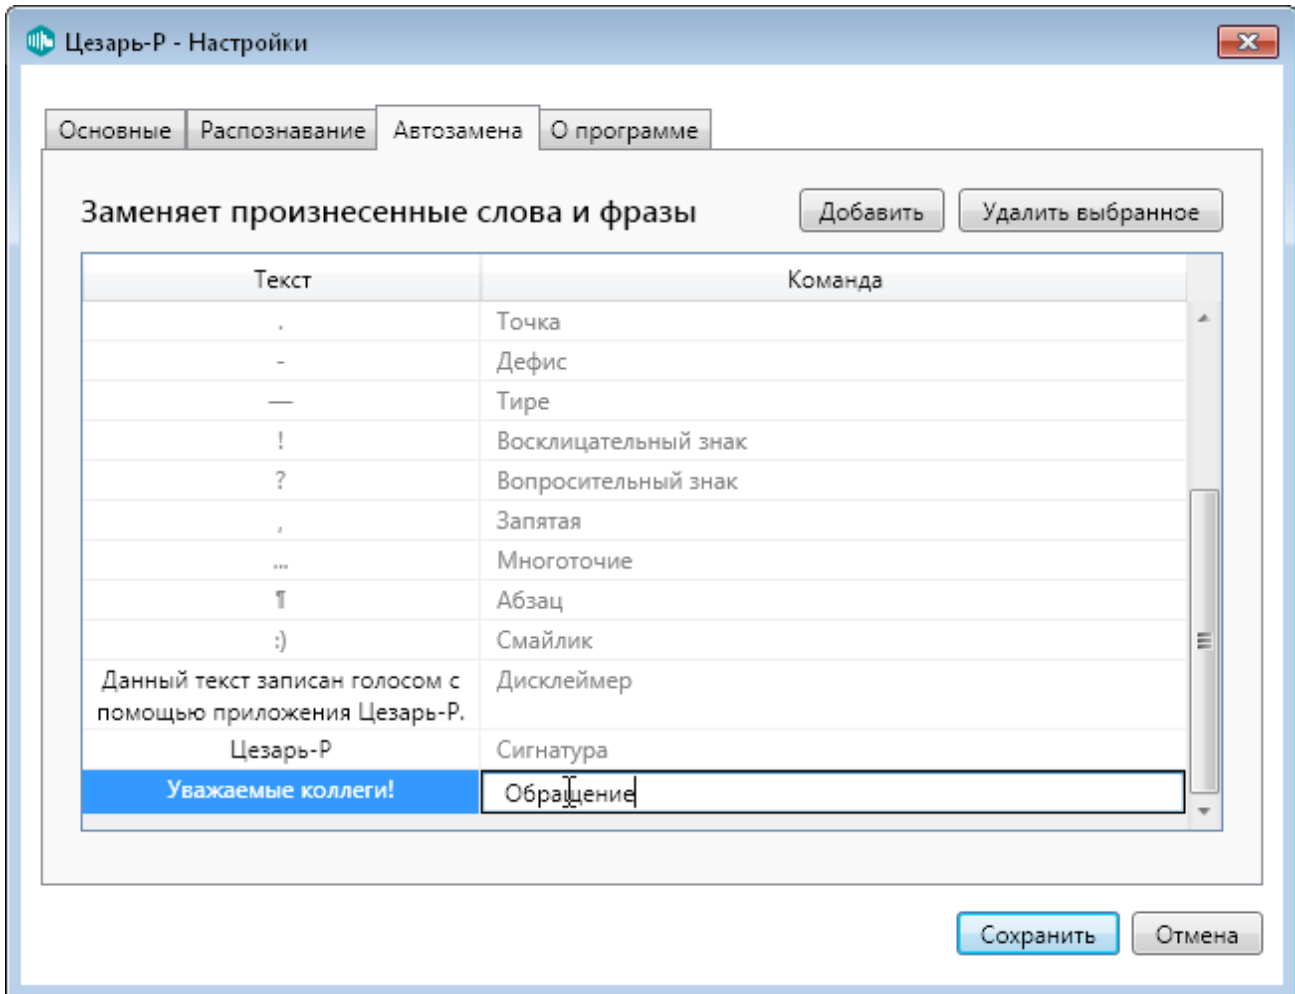 Цезарь-Р - Настройки
Основные Распознавание Автозамена О программе
Заменяет произнесенные слова и фразы Добавить Удалить выбранное
Текст Команда
. Точка
- Дефис
— Тире
! Восклицательный знак
? Вопросительный знак
, Запятая
... Многоточие
¶ Абзац
:) Смайлик
Данный текст записан голосом с Дисклеймер
помощью приложения Цезарь-Р.
Цезарь-Р Сигнатура
Уважаемые коллеги! Обращение
Сохранить Отмена